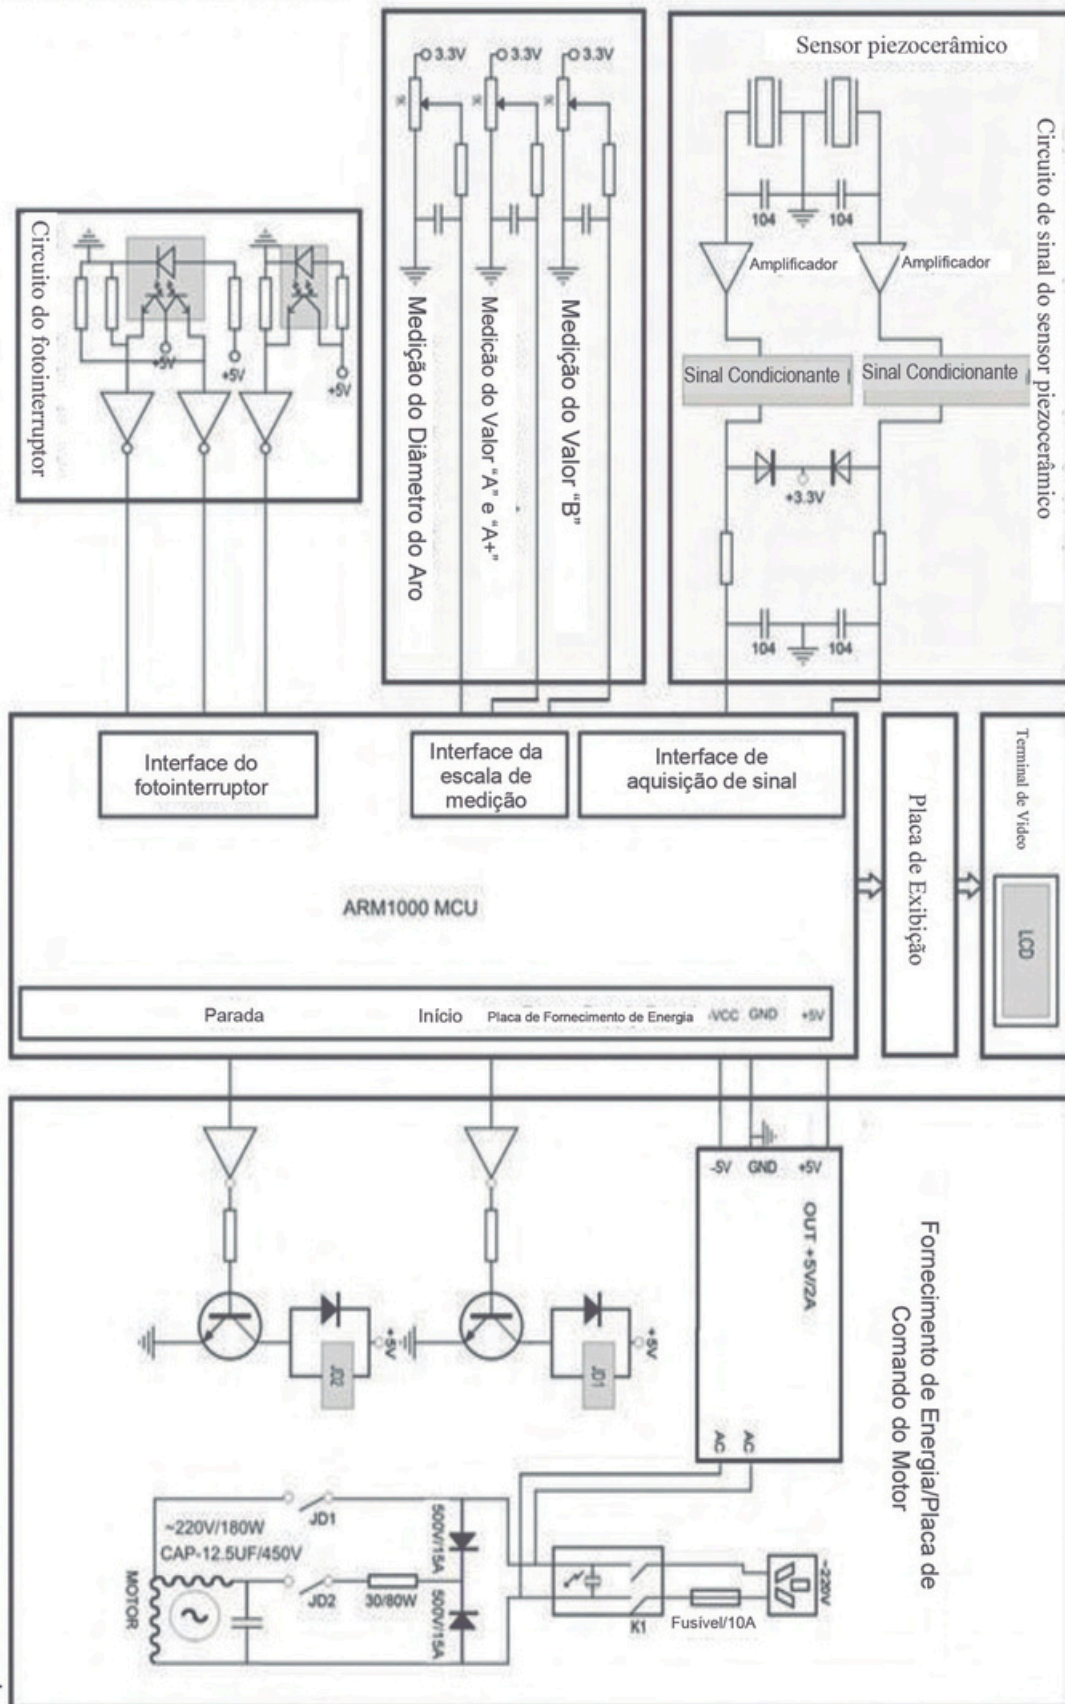 Sensor piezocerâmico
Circuito de sinal do sensor piezocerâmico
104
104
Amplificador
Amplificador
Sinal Condicionante
Sinal Condicionante
+3.3V
104
104
3.3V
3.3V
3.3V
1K
1K
1K
Medição do Diâmetro do Aro
Medicão do Valor “A” e “A+”
Medição do Valor “B”
Circuito do fotointerruptor
+5V
+5V
+5V
Interface do
fotointerruptor
Interface da
escala de
medição
Interface de
aquisição de sinal
ARM1000 MCU
Placa de Exibição
Terminal de Vídeo
LCD
Parada
Início
Placa de Fornecimento de Energia
-VCC
GND
+5V
-5V
GND
+5V
OUT +5V/2A
AC
AC
Fornecimento de Energia/Placa de
Comando do Motor
+5V
JD2
+5V
JD1
~220V/180W
CAP-12.5UF/450V
JD1
JD2
30/80W
500V/15A
500V/15A
MOTOR
K1
Fusível/10A
~220V